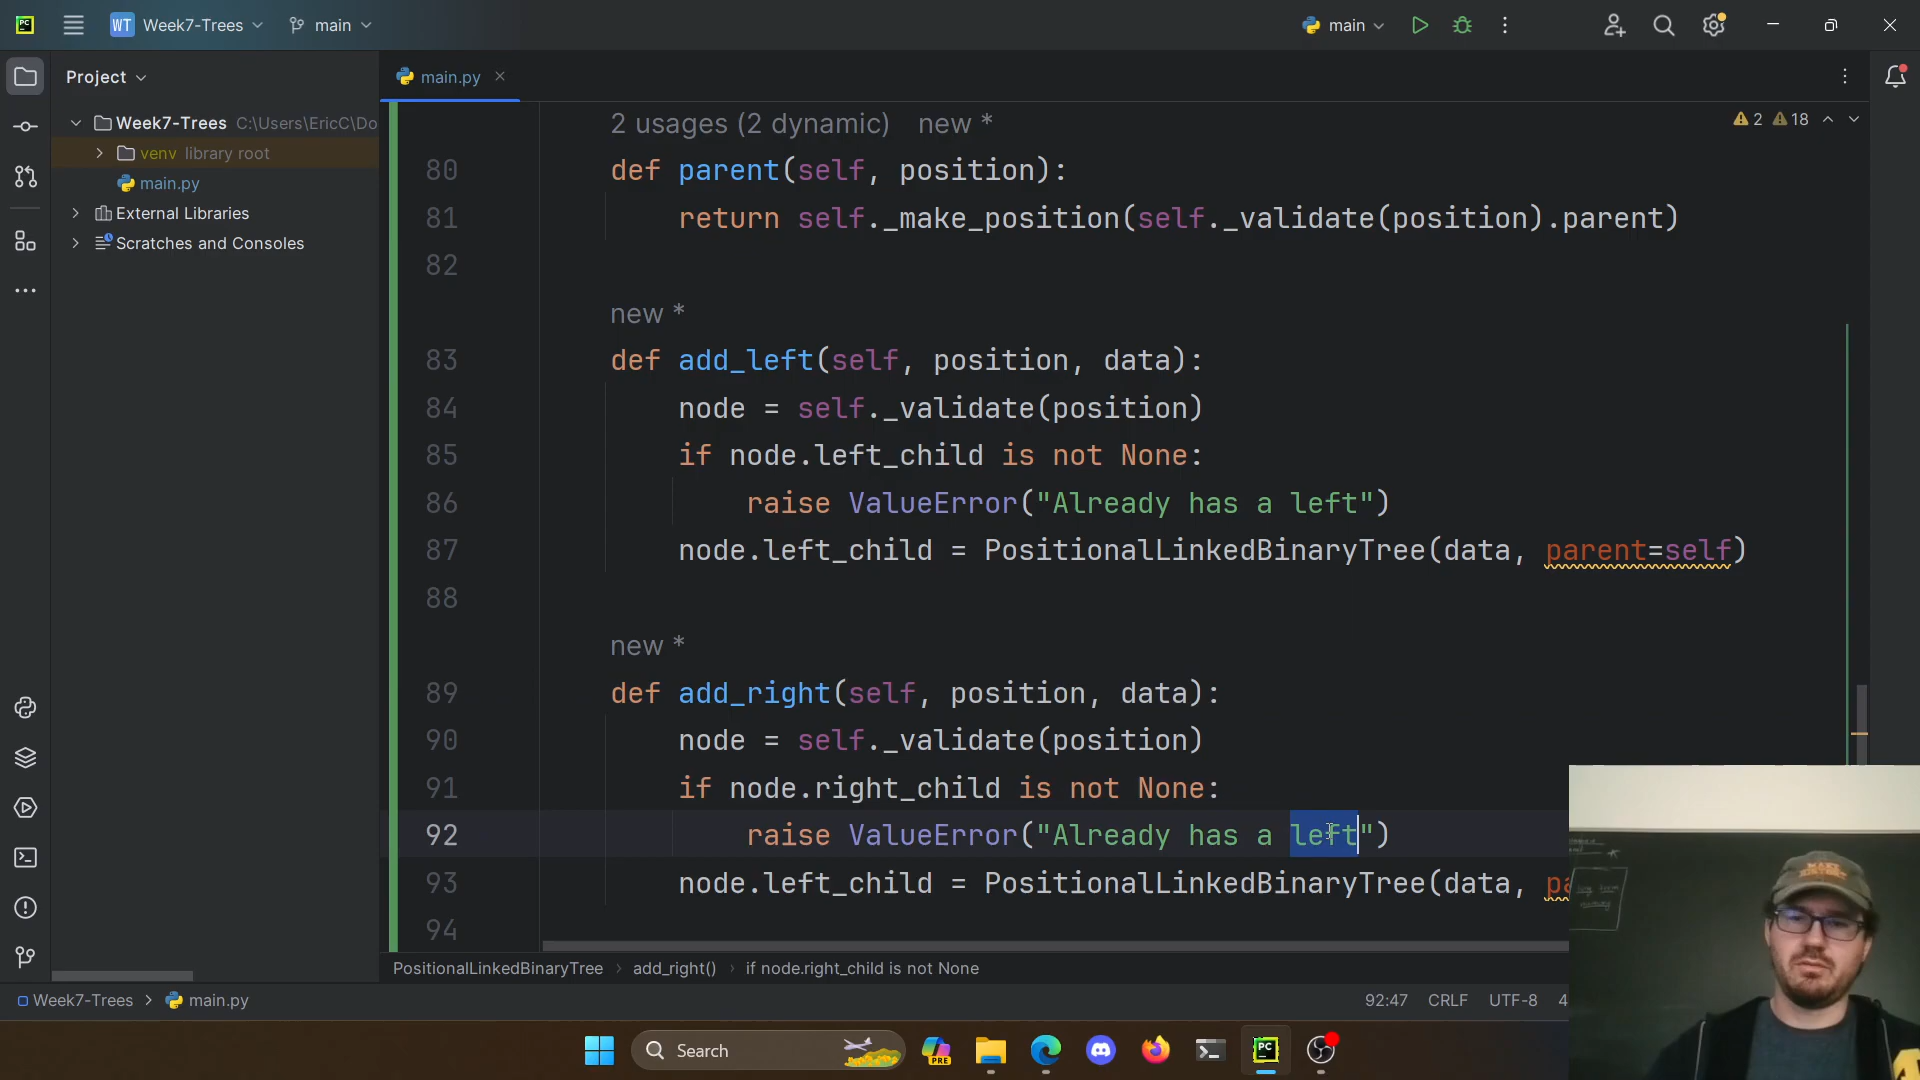 WT Week7-Trees main
main
Project
main.py
Week7-Trees C:\Users\EricC\Do
venv library root
main.py
External Libraries
Scratches and Consoles
2 usages (2 dynamic) new *
2 18
80 def parent(self, position):
81 return self._make_position(self._validate(position).parent)
82
new *
83 def add_left(self, position, data):
84 node = self._validate(position)
85 if node.left_child is not None:
86 raise ValueError("Already has a left")
87 node.left_child = PositionalLinkedBinaryTree(data, parent=self)
88
new *
89 def add_right(self, position, data):
90 node = self._validate(position)
91 if node.right_child is not None:
92 raise ValueError("Already has a left")
93 node.left_child = PositionalLinkedBinaryTree(data, pa
94
PositionalLinkedBinaryTree › add_right() › if node.right_child is not None
Week7-Trees › main.py
92:47 CRLF UTF-8 4
Search
PRE
PC